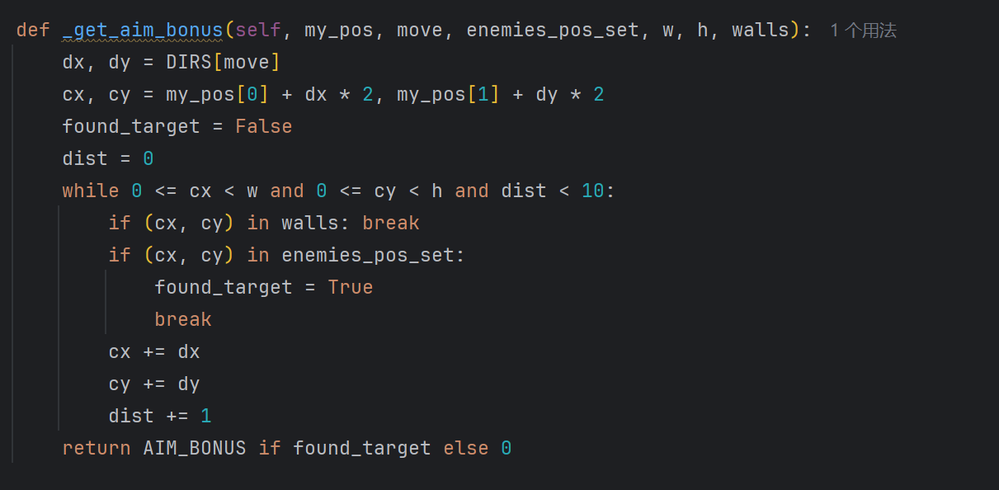 def _get_aim_bonus(self, my_pos, move, enemies_pos_set, w, h, walls): 1个用法
    dx, dy = DIRS[move]
    cx, cy = my_pos[0] + dx * 2, my_pos[1] + dy * 2
    found_target = False
    dist = 0
    while 0 <= cx < w and 0 <= cy < h and dist < 10:
        if (cx, cy) in walls: break
        if (cx, cy) in enemies_pos_set:
            found_target = True
            break
        cx += dx
        cy += dy
        dist += 1
    return AIM_BONUS if found_target else 0